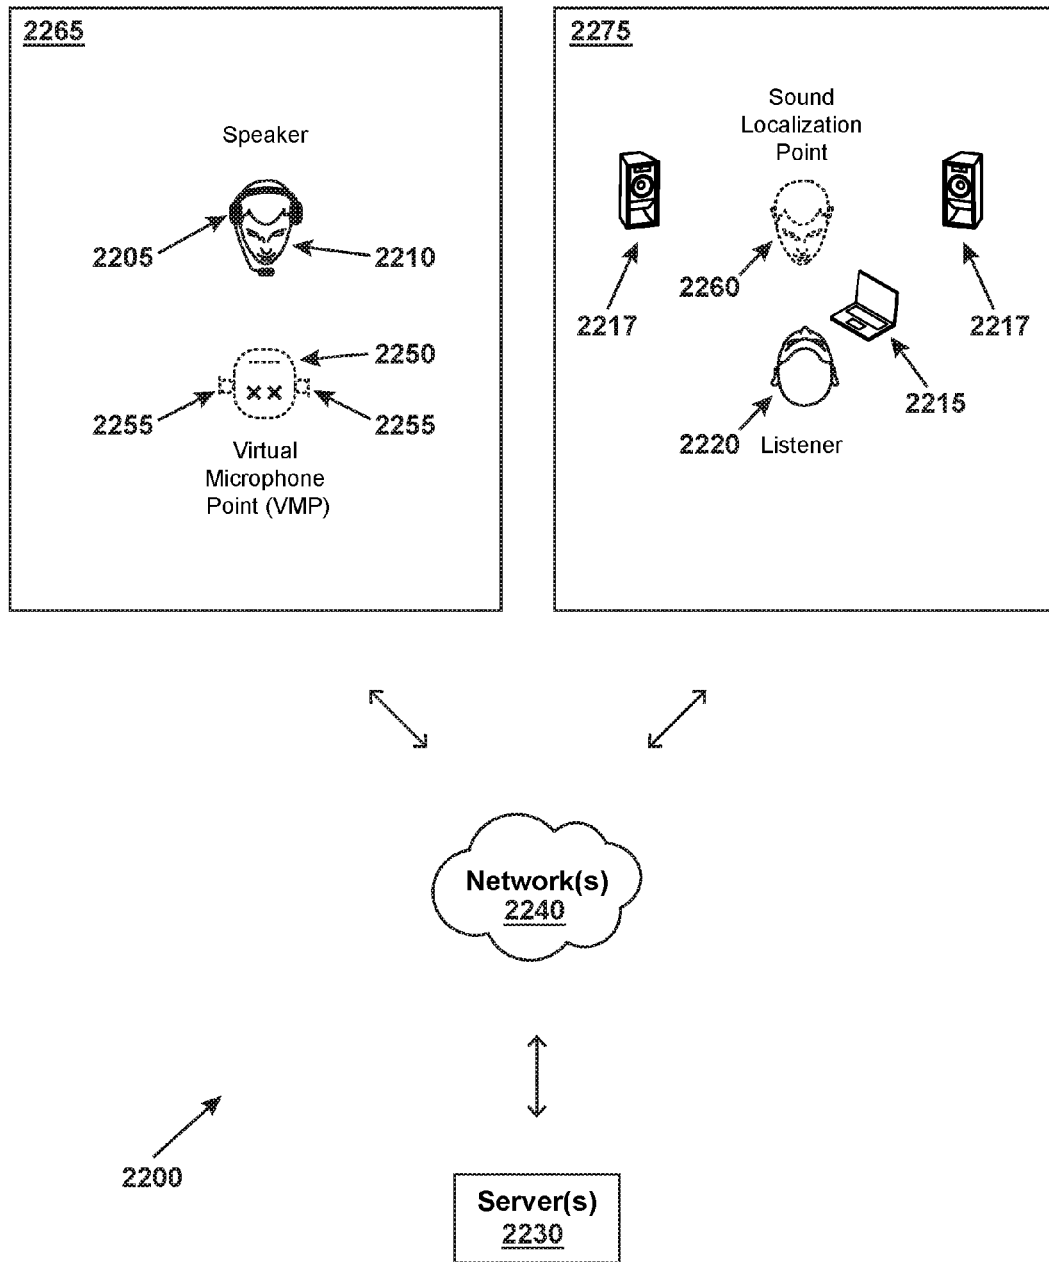 2265
Speaker
2205
2210
2250
2255
2255
Virtual
Microphone
Point (VMP)
2275
Sound
Localization
Point
2217
2260
2217
2215
2220
Listener
Network(s)
2240
2200
Server(s)
2230